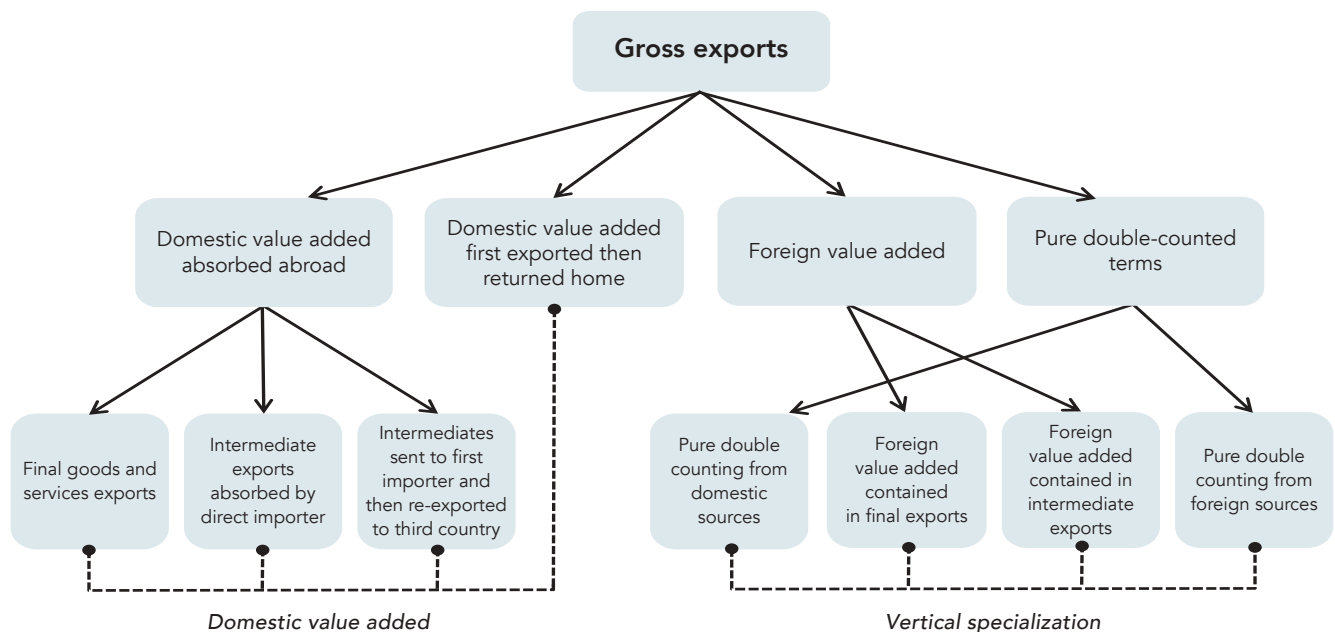 Gross exports
Domestic value added
absorbed abroad
Domestic value added
first exported then
returned home
Foreign value added
Pure double-counted
terms
Final goods and
services exports
Intermediate
exports
absorbed by
direct importer
Intermediates
sent to first
importer and
then re-exported
to third country
Pure double
counting from
domestic
sources
Foreign
value added
contained
in final exports
Foreign
value added
contained in
intermediate
exports
Pure double
counting from
foreign sources
Domestic value added
Vertical specialization